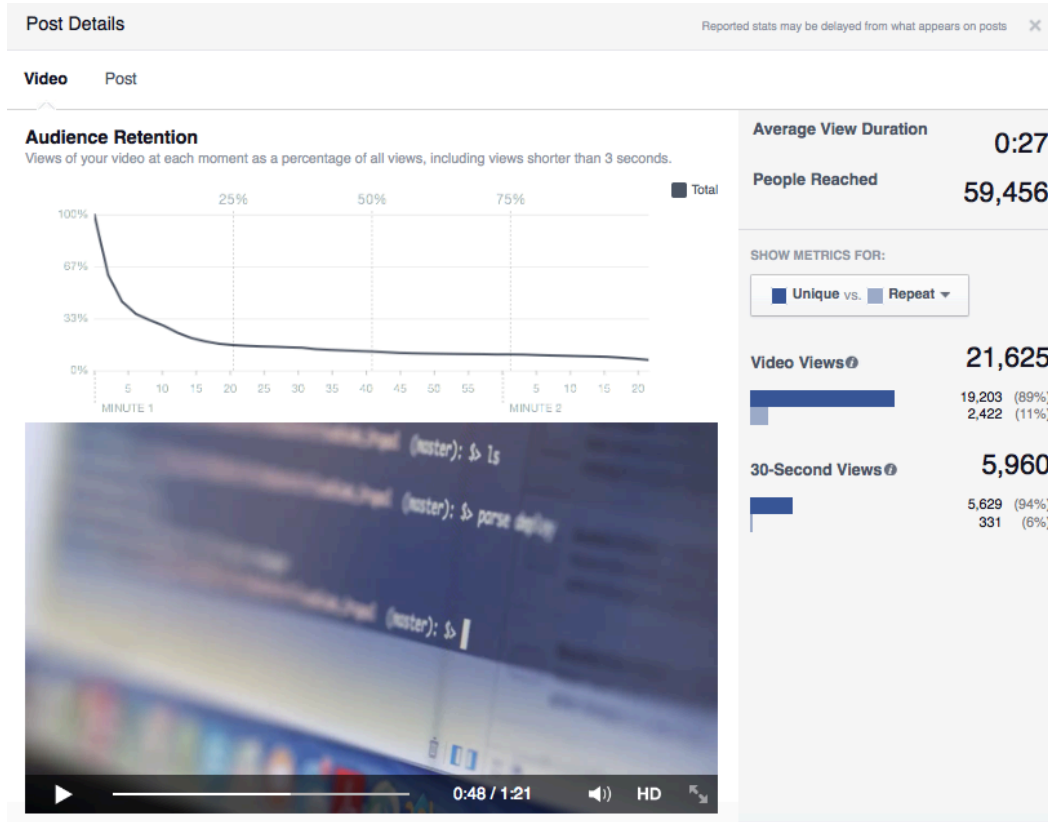 Post Details
Reported stats may be delayed from what appears on posts
Video Post
Audience Retention
Views of your video at each moment as a percentage of all views, including views shorter than 3 seconds.
Total
25% 50% 75%
100%
67%
33%
0%
5 10 15 20 25 30 35 40 45 50 55 5 10 15 20
MINUTE 1 MINUTE 2
(master): $> ls
(master): $> parse deploy
(master): $>
0:48 / 1:21 HD
Average View Duration
0:27
People Reached
59,456
SHOW METRICS FOR:
Unique vs. Repeat
Video Views 21,625
19,203 (89%)
2,422 (11%)
30-Second Views 5,960
5,629 (94%)
331 (6%)